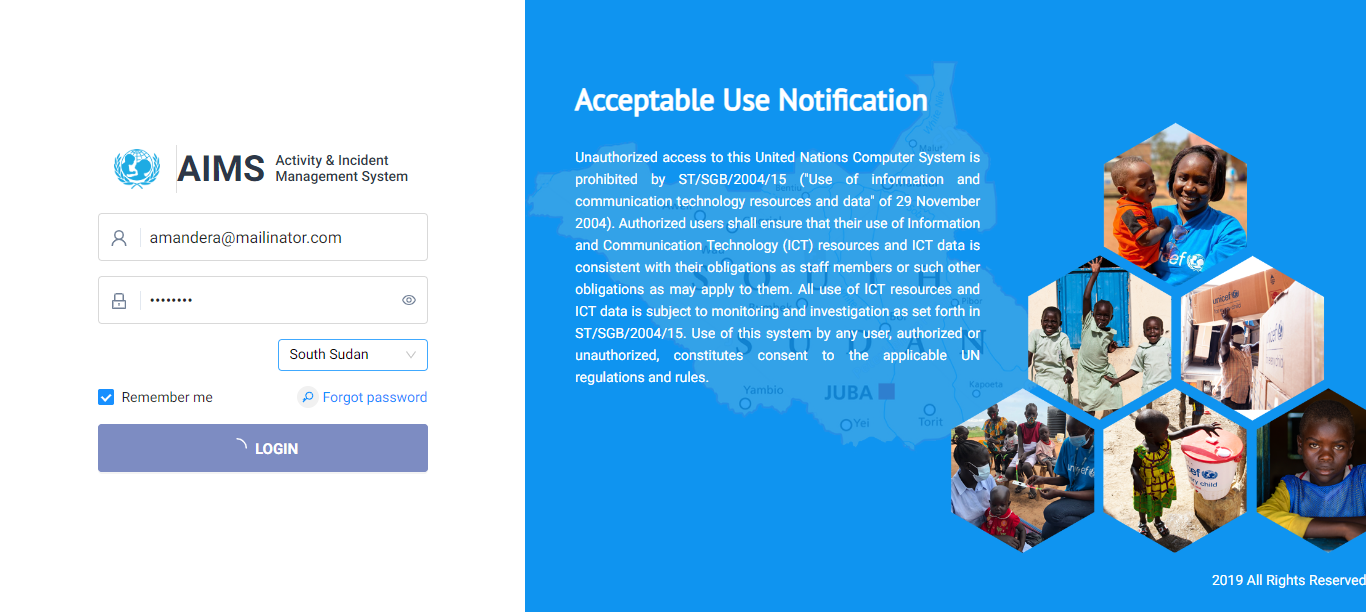 AIMS
Activity & Incident
Management System
amandera@mailinator.com
••••••••
South Sudan
Remember me
Forgot password
LOGIN
Acceptable Use Notification
Unauthorized access to this United Nations Computer System is
prohibited by ST/SGB/2004/15 ("Use of information and
communication technology resources and data" of 29 November
2004). Authorized users shall ensure that their use of Information
and Communication Technology (ICT) resources and ICT data is
consistent with their obligations as staff members or such other
obligations as may apply to them. All use of ICT resources and
ICT data is subject to monitoring and investigation as set forth in
ST/SGB/2004/15. Use of this system by any user, authorized or
unauthorized, constitutes consent to the applicable UN
regulations and rules.
Malut
SOUTH
SUDAN
Yambio
JUBA
Kapoeta
Yei
Torit
unicef
unicef
2019 All Rights Reserved